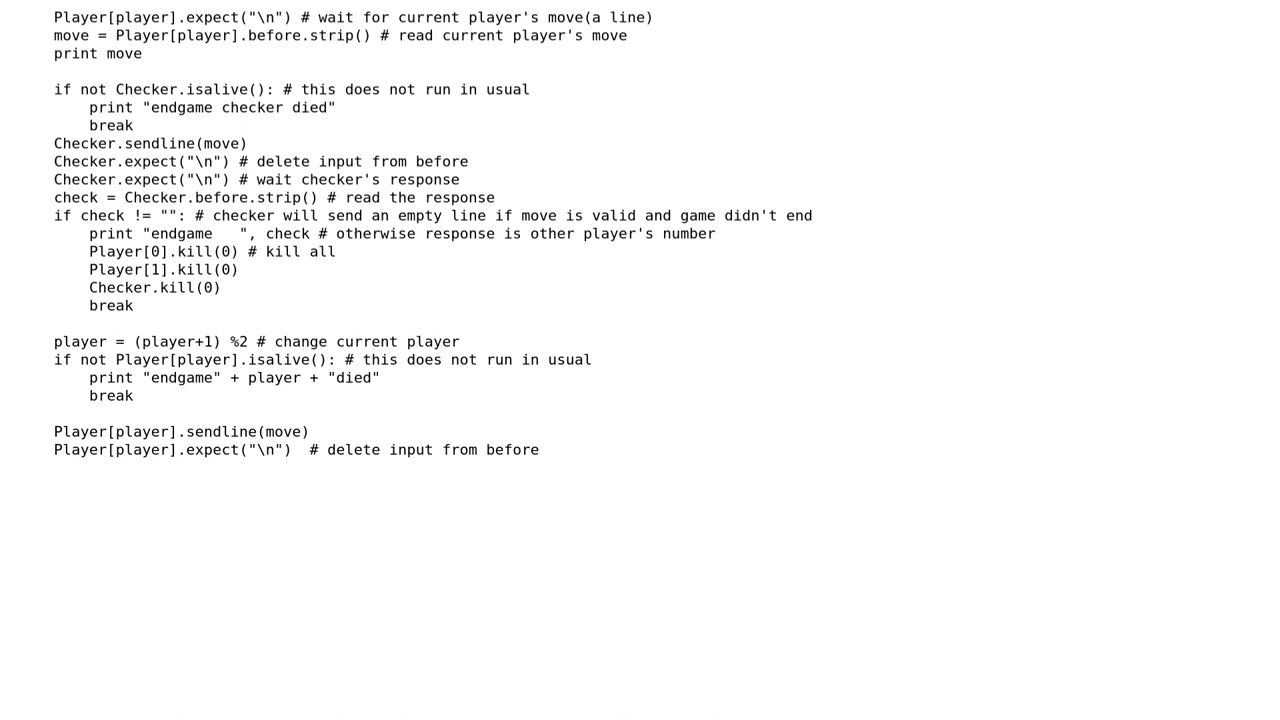 Player[player].expect("\n") # wait for current player's move(a line)
move = Player[player].before.strip() # read current player's move
print move

if not Checker.isalive(): # this does not run in usual
    print "endgame checker died"
    break
Checker.sendline(move)
Checker.expect("\n") # delete input from before
Checker.expect("\n") # wait checker's response
check = Checker.before.strip() # read the response
if check != "": # checker will send an empty line if move is valid and game didn't end
    print "endgame   ", check # otherwise response is other player's number
    Player[0].kill(0) # kill all
    Player[1].kill(0)
    Checker.kill(0)
    break

player = (player+1) %2 # change current player
if not Player[player].isalive(): # this does not run in usual
    print "endgame" + player + "died"
    break

Player[player].sendline(move)
Player[player].expect("\n")  # delete input from before